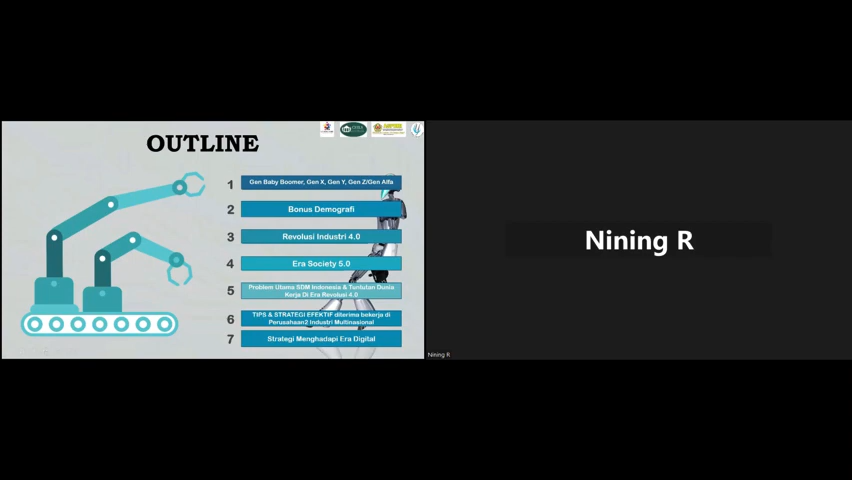 OUTLINE
1
Gen Baby Boomer, Gen X, Gen Y, Gen Z/Gen Alfa
2
Bonus Demografi
3
Revolusi Industri 4.0
4
Era Society 5.0
5
Problem Utama SDM Indonesia & Tuntutan Dunia
Kerja Di Era Revolusi 4.0
6
TIPS & STRATEGI EFEKTIF diterima bekerja di
Perusahaan2 Industri Multinasional
7
Strategi Menghadapi Era Digital
Nining R
Nining R